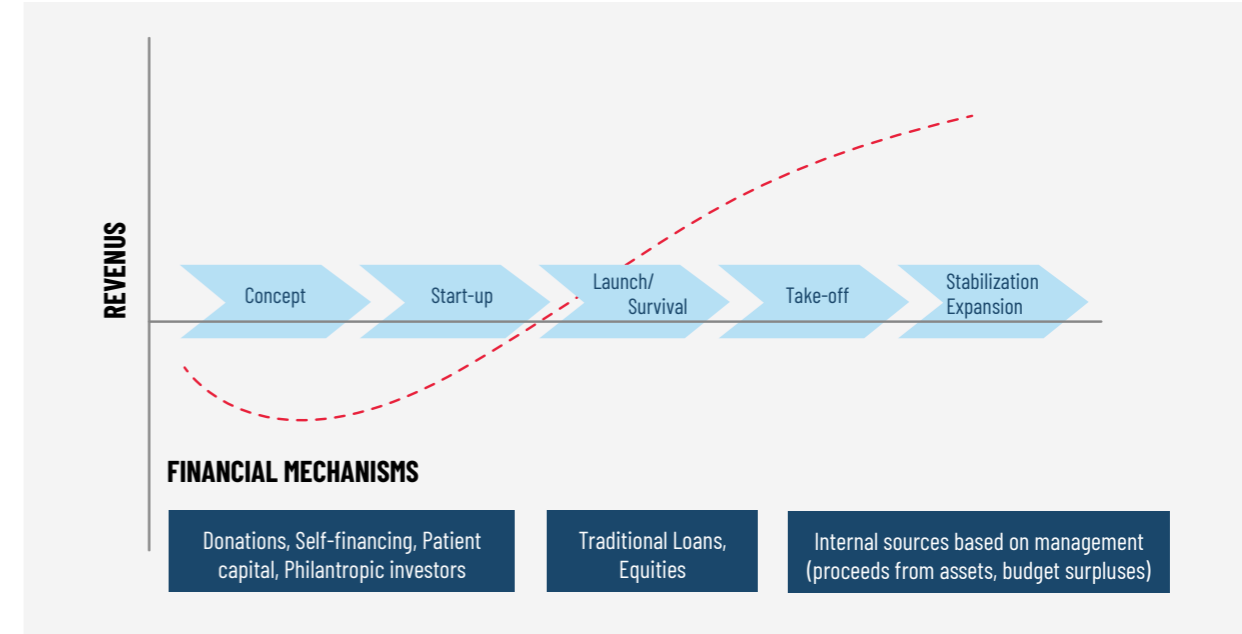 REVENUS
Concept
Start-up
Launch/
Survival
Take-off
Stabilization
Expansion
FINANCIAL MECHANISMS
Donations, Self-financing, Patient
capital, Philantropic investors
Traditional Loans,
Equities
Internal sources based on management
(proceeds from assets, budget surpluses)